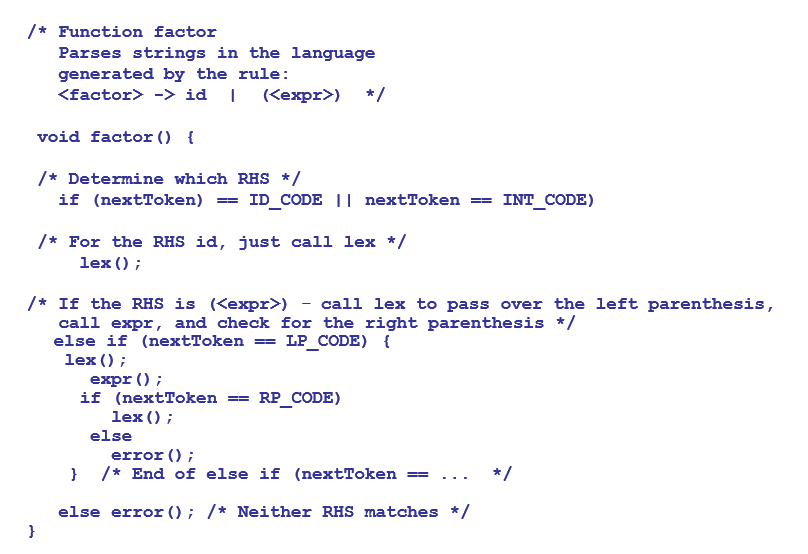 /* Function factor
Parses strings in the language
generated by the rule:
<factor> -> id | (<expr>) */
void factor() {
/* Determine which RHS */
if (nextToken) == ID_CODE || nextToken == INT_CODE)
/* For the RHS id, just call lex */
lex();
/* If the RHS is (<expr>) – call lex to pass over the left parenthesis,
call expr, and check for the right parenthesis */
else if (nextToken == LP_CODE) {
lex();
expr();
if (nextToken == RP_CODE)
lex();
else
error();
} /* End of else if (nextToken == ... */
else error(); /* Neither RHS matches */
}